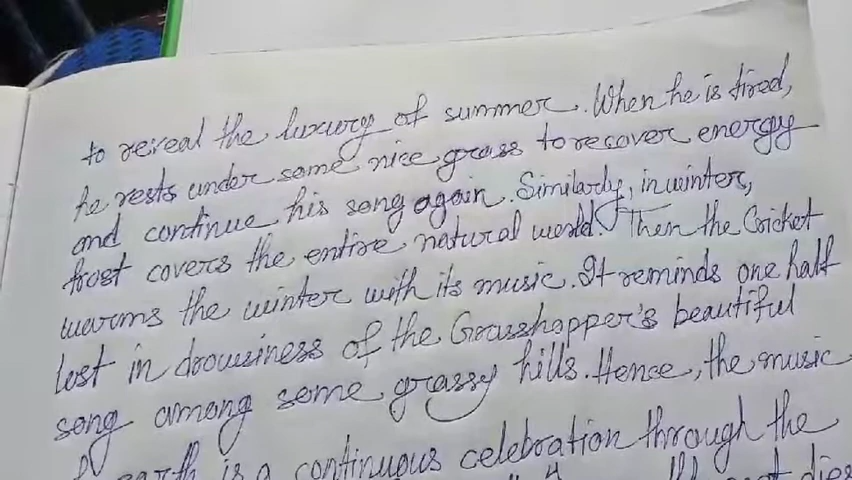 to reveal the luxury of summer. When he is tired,
he rests under some nice grass to recover energy
and continue his song again. Similarly, in winter,
frost covers the entire natural world. Then the Cricket
warms the winter with its music. It reminds one half
lost in drowsiness of the Grasshopper's beautiful
song among some grassy hills. Hence, the music
earth is a continuous celebration through the